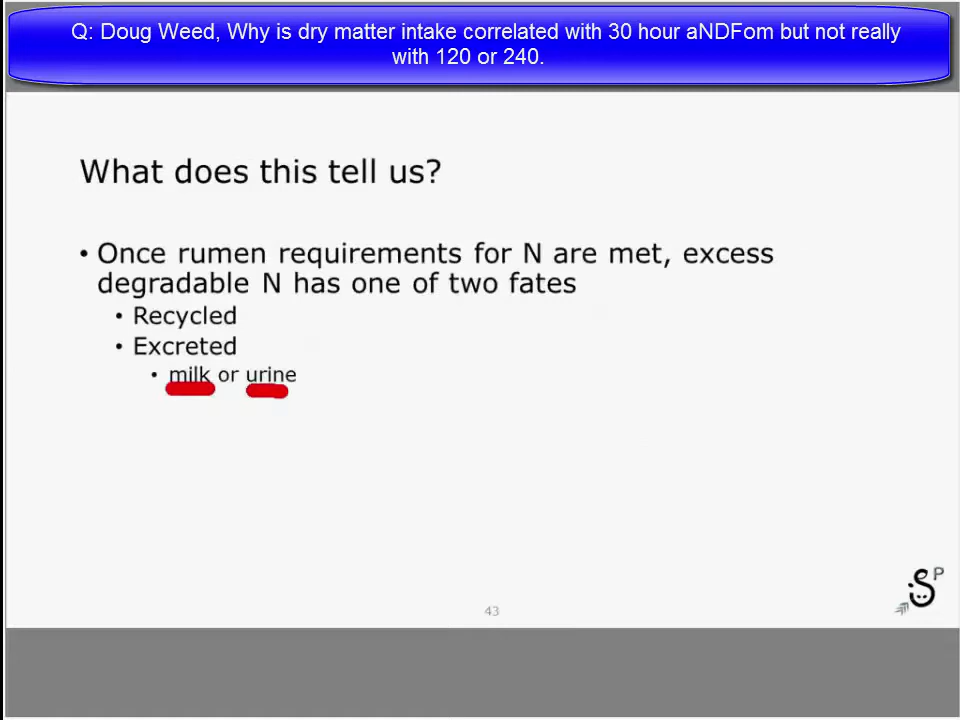 Q: Doug Weed, Why is dry matter intake correlated with 30 hour aNDFom but not really
with 120 or 240.
What does this tell us?
• Once rumen requirements for N are met, excess
degradable N has one of two fates
• Recycled
• Excreted
• milk or urine
SP
43